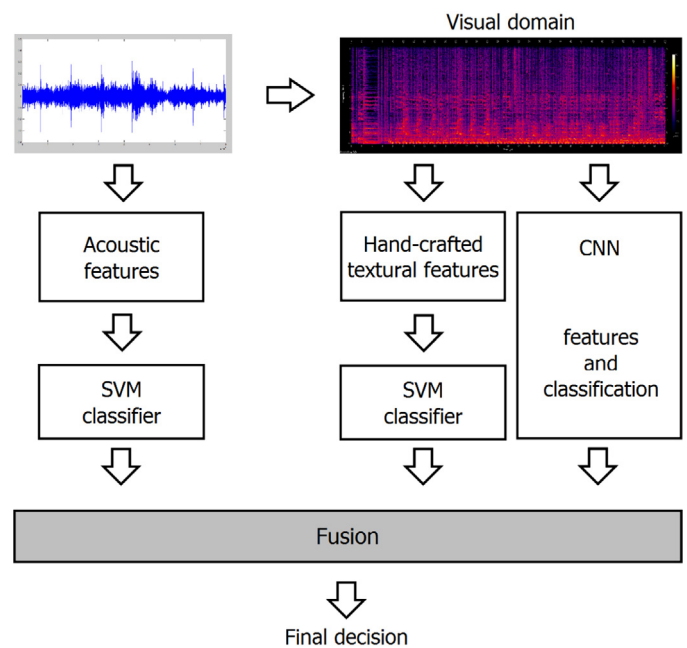 Visual domain
Acoustic
features
Hand-crafted
textural features
CNN
features
and
classification
SVM
classifier
SVM
classifier
Fusion
Final decision